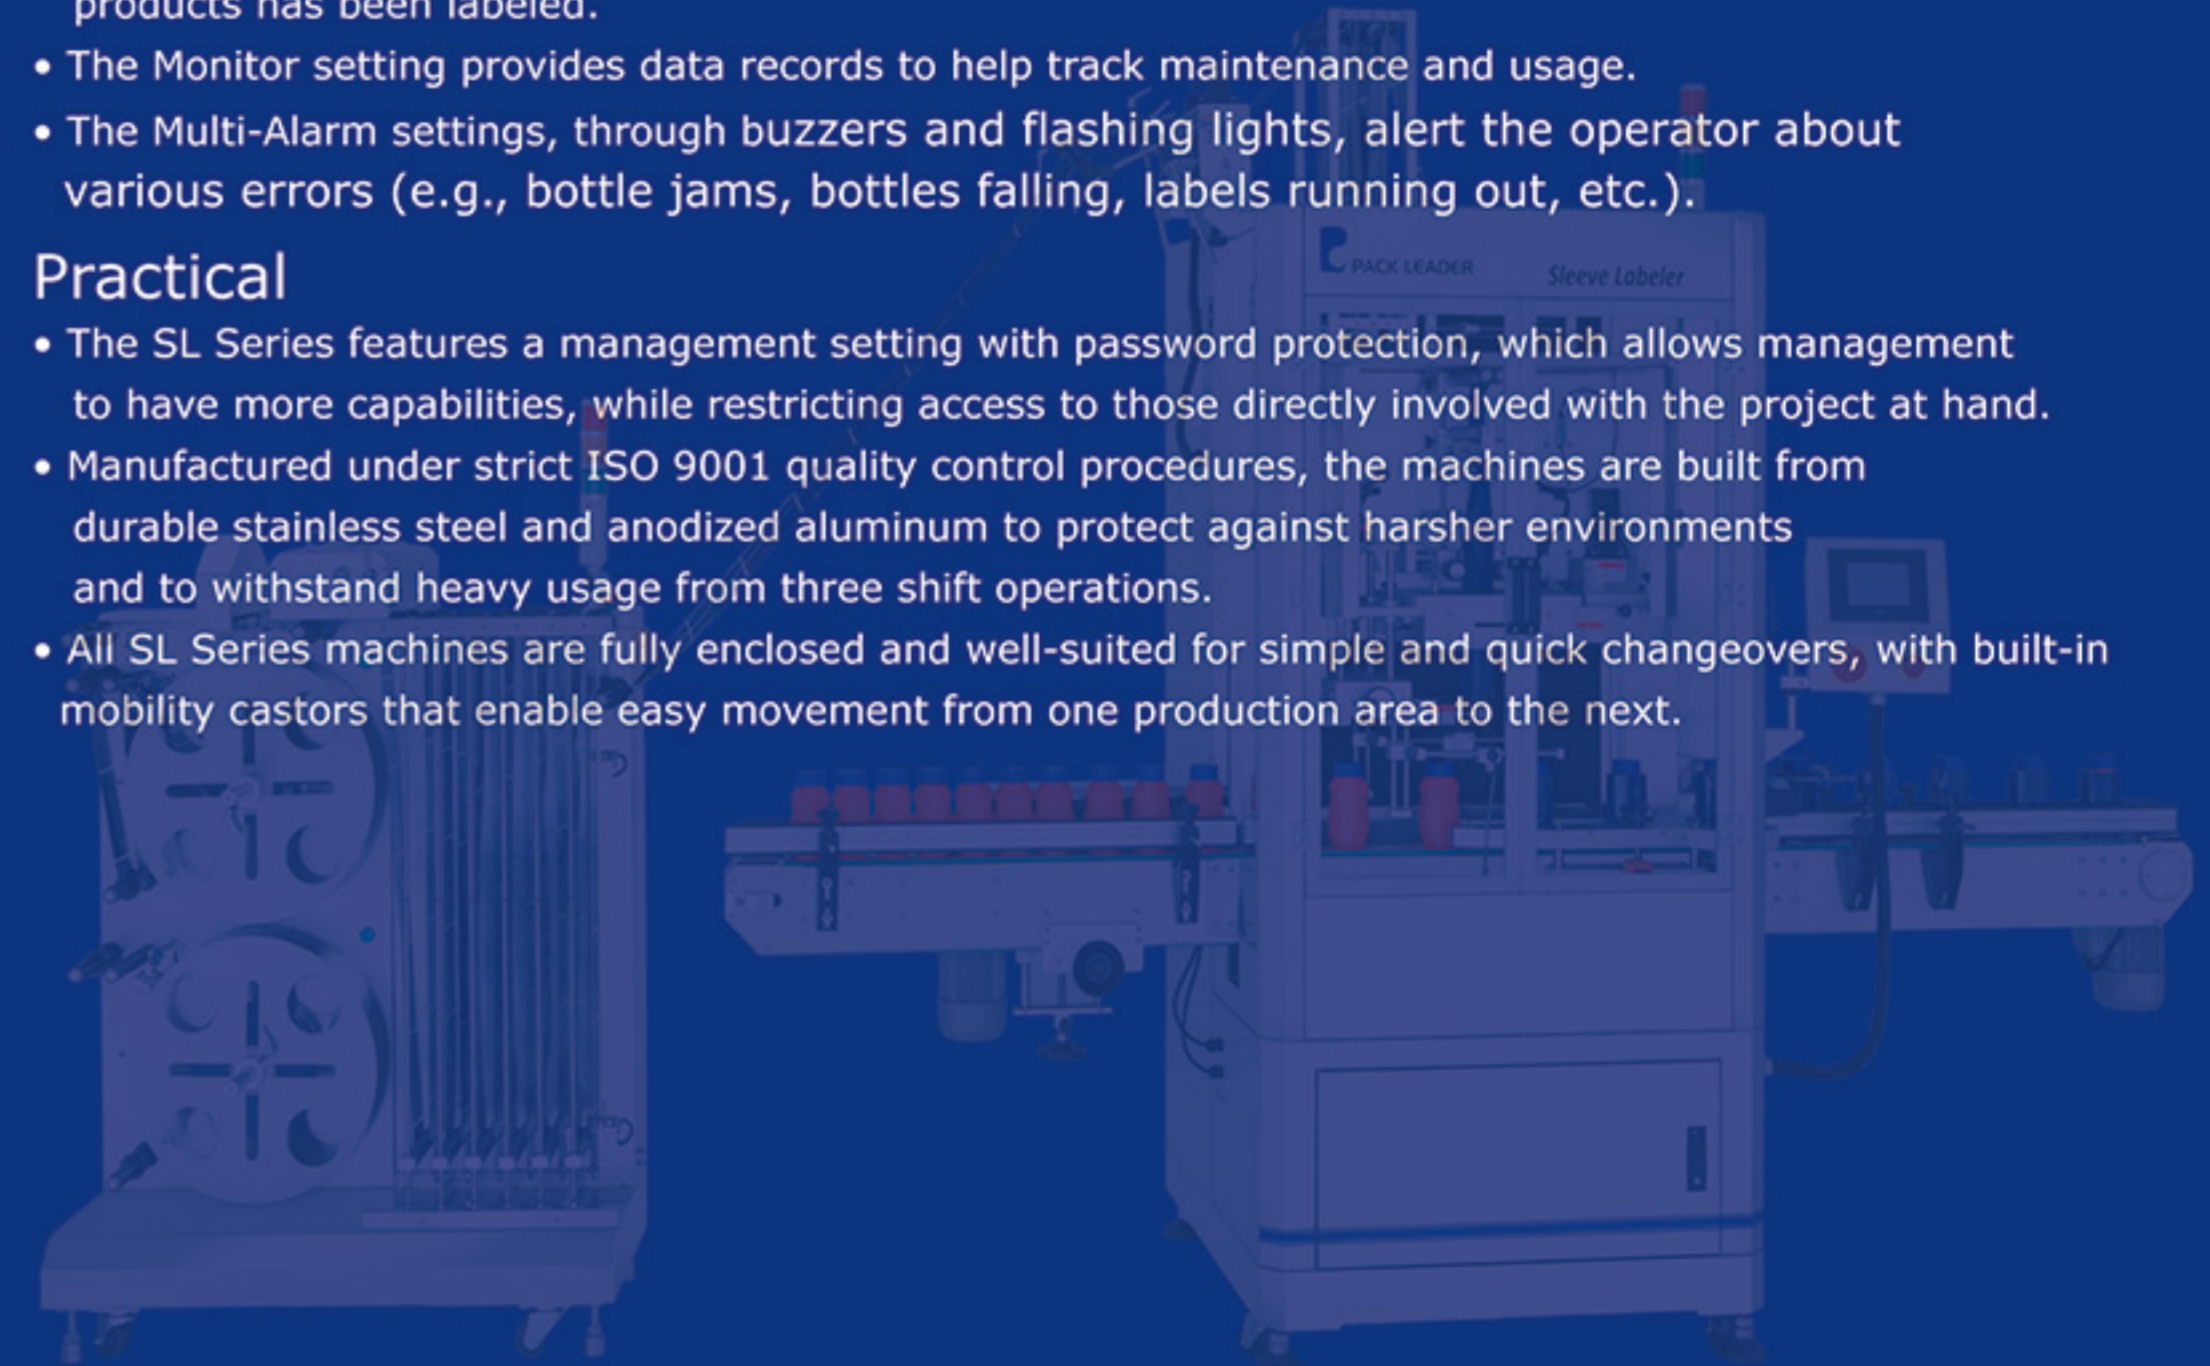 products has been labeled.
• The Monitor setting provides data records to help track maintenance and usage.
• The Multi-Alarm settings, through buzzers and flashing lights, alert the operator about
various errors (e.g., bottle jams, bottles falling, labels running out, etc.).
PACK LEADER
Sleeve Labeler
Practical
• The SL Series features a management setting with password protection, which allows management
to have more capabilities, while restricting access to those directly involved with the project at hand.
• Manufactured under strict ISO 9001 quality control procedures, the machines are built from
durable stainless steel and anodized aluminum to protect against harsher environments
and to withstand heavy usage from three shift operations.
• All SL Series machines are fully enclosed and well-suited for simple and quick changeovers, with built-in
mobility castors that enable easy movement from one production area to the next.